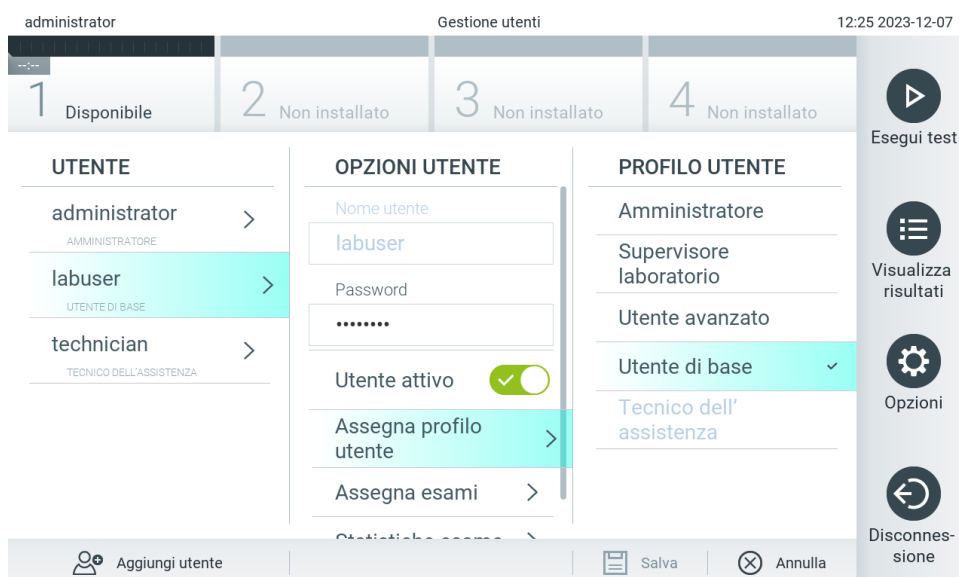 administrator
Gestione utenti
12:25 2023-12-07
--:--
1 Disponibile
2 Non installato
3 Non installato
4 Non installato
Esegui test
Visualizza
risultati
Opzioni
Disconnes-
sione
UTENTE
administrator
AMMINISTRATORE
labuser
UTENTE DI BASE
technician
TECNICO DELL'ASSISTENZA
OPZIONI UTENTE
Nome utente
labuser
Password
••••••••
Utente attivo
Assegna profilo
utente
Assegna esami
Statistiche esame
PROFILO UTENTE
Amministratore
Supervisore
laboratorio
Utente avanzato
Utente di base
Tecnico dell'
assistenza
Aggiungi utente
Salva
Annulla